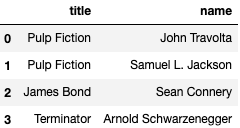 title name
0 Pulp Fiction John Travolta
1 Pulp Fiction Samuel L. Jackson
2 James Bond Sean Connery
3 Terminator Arnold Schwarzenegger